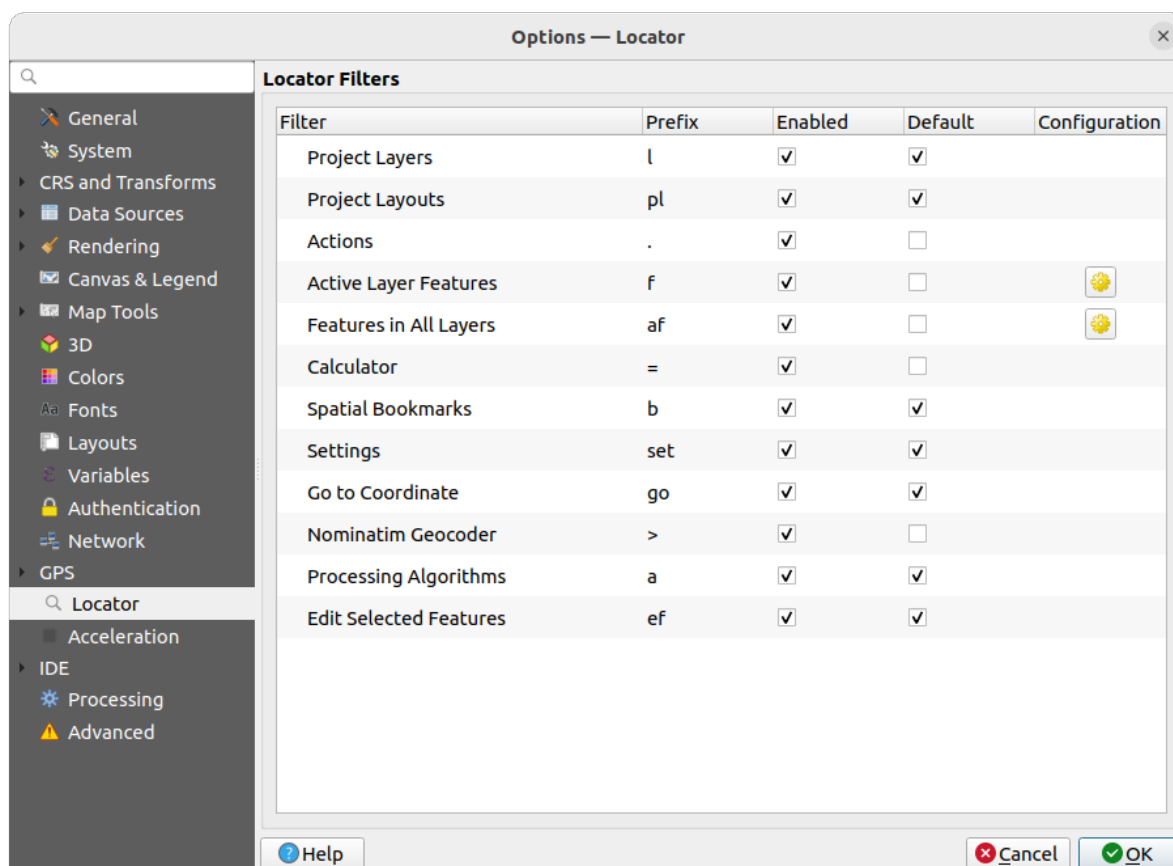 Options — Locator
Locator Filters
General
System
CRS and Transforms
Data Sources
Rendering
Canvas & Legend
Map Tools
3D
Colors
Aa Fonts
Layouts
ε Variables
Authentication
Network
GPS
Locator
Acceleration
IDE
Processing
Advanced
Filter Prefix Enabled Default Configuration
Project Layers l
Project Layouts pl
Actions .
Active Layer Features f
Features in All Layers af
Calculator =
Spatial Bookmarks b
Settings set
Go to Coordinate go
Nominatim Geocoder >
Processing Algorithms a
Edit Selected Features ef
? Help Cancel OK